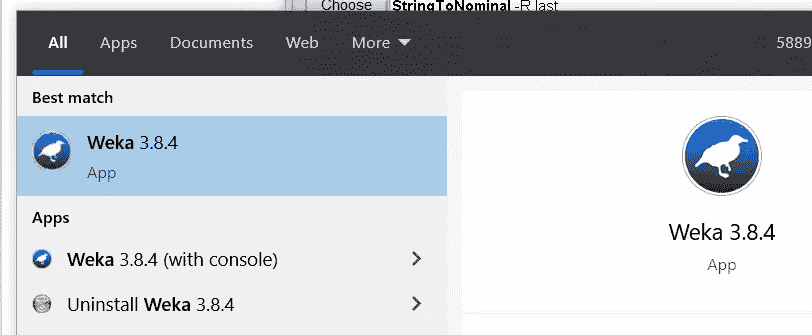 Choose StringToNominal -R last
All Apps Documents Web More 5889
Best match
Weka 3.8.4
App
Weka 3.8.4
App
Apps
Weka 3.8.4 (with console)
Uninstall Weka 3.8.4